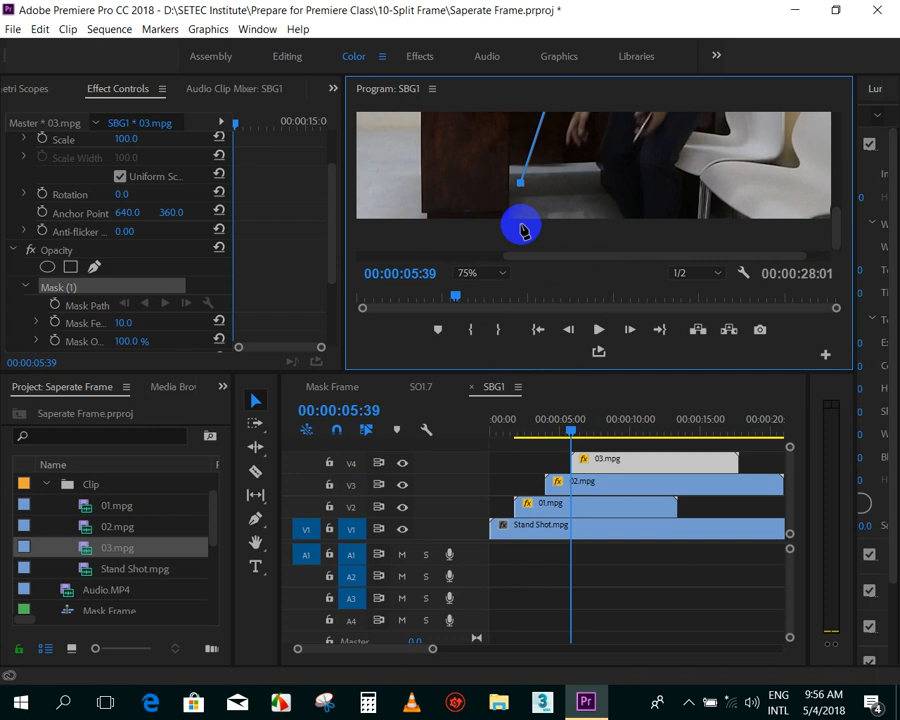 Adobe Premiere Pro CC 2018 - D:\SETEC Institute\Prepare for Premiere Class\10-Split Frame\Saperate Frame.prproj *
File Edit Clip Sequence Markers Graphics Window Help
Assembly Editing Color Effects Audio Graphics Libraries
etri Scopes Effect Controls Audio Clip Mixer: SBG1
Program: SBG1
Lur
Master * 03.mpg SBG1 * 03.mpg 00:00:15:0
Scale 100.0
Scale Width 100.0
Uniform Sc...
Rotation 0.0
Anchor Point 640.0 360.0
Anti-flicker ... 0.00
fx Opacity
Mask (1)
Mask Path
Mask Fe... 10.0
Mask O... 100.0 %
00:00:05:39
00:00:05:39 75% 1/2 00:00:28:01
Project: Saperate Frame Media Brov
Saperate Frame.prproj
Name
Clip
01.mpg
02.mpg
03.mpg
Stand Shot.mpg
Audio.MP4
Mask Frame
Mask Frame SO1.7 × SBG1
00:00:05:39
:00:00 00:00:05:00 00:00:10:00 00:00:15:00 00:00:20
V4 fx 03.mpg
V3 fx 02.mpg
V2 fx 01.mpg
V1 V1 fx Stand Shot.mpg
A1 A1 M S
A2 M S
A3 M S
A4 M S
Master 0.0
ENG
INTL
9:56 AM
5/4/2018
4